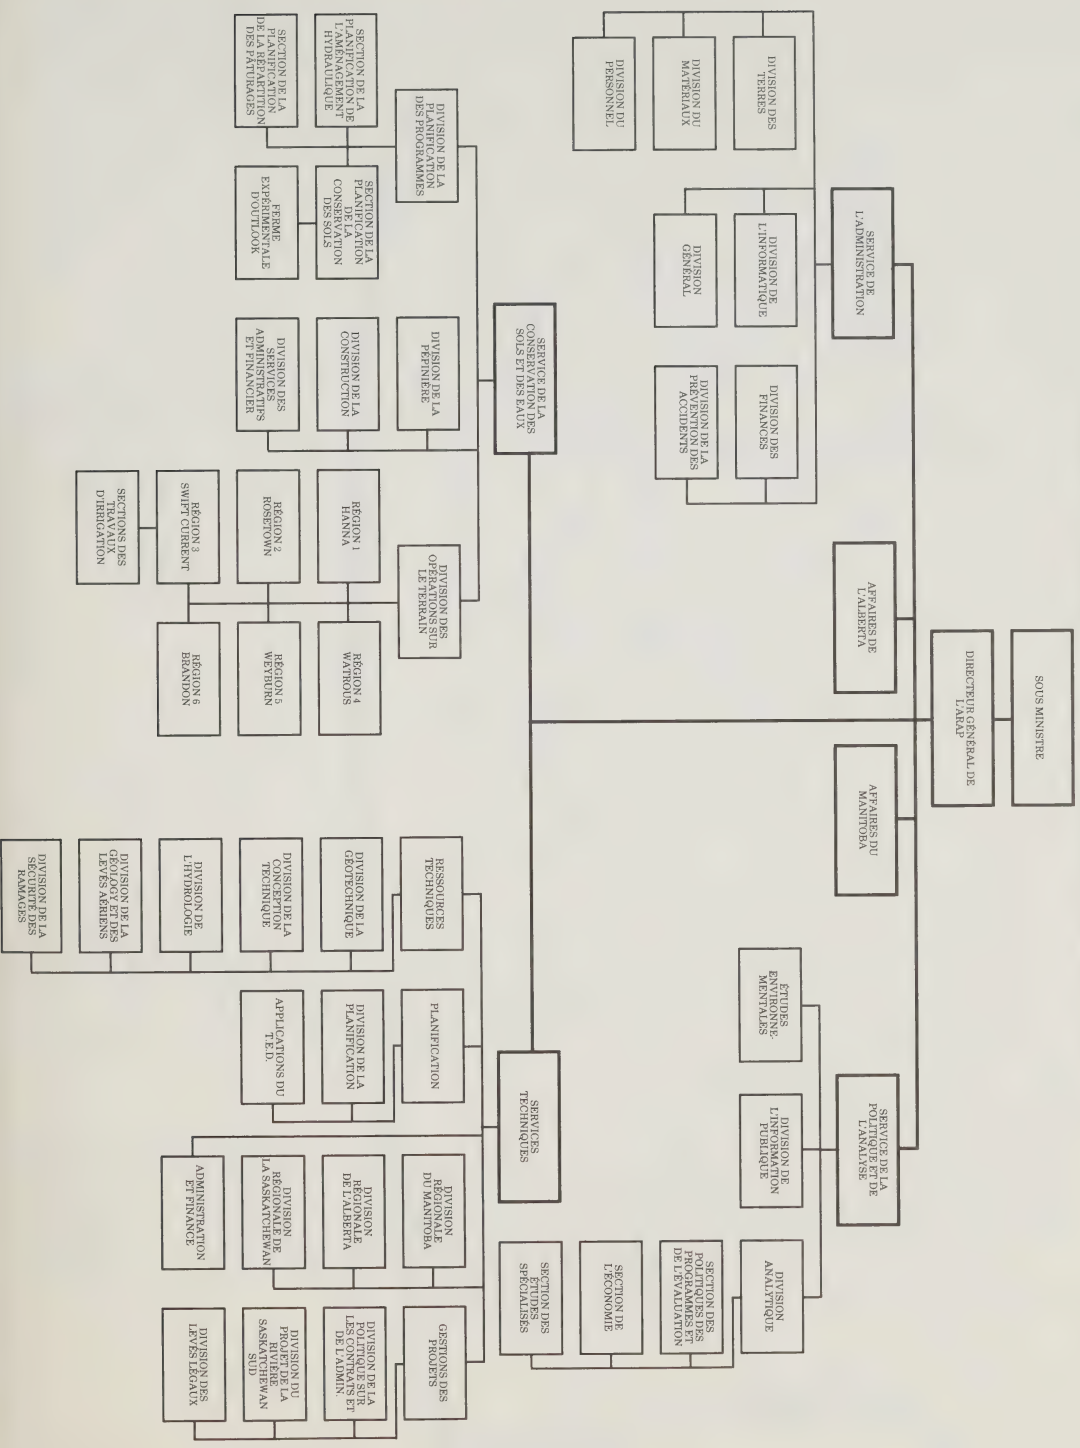 SOUS MINISTRE
DIRECTEUR GÉNÉRAL DE
L'ARAP
SERVICE DE
L'ADMINISTRATION
AFFAIRES DE
L'ALBERTA
AFFAIRES DU
MANITOBA
SERVICE DE LA
POLITIQUE ET DE
L'ANALYSE
DIVISION DES
TERRES
DIVISION DU
MATÉRIAUX
DIVISION DU
PERSONNEL
DIVISION DE
L'INFORMATIQUE
DIVISION
GÉNÉRAL
DIVISION DES
FINANCES
DIVISION DE LA
PRÉVENTION DES
ACCIDENTS
ÉTUDES
ENVIRONNE-
MENTALES
DIVISION DE
L'INFORMATION
PUBLIQUE
DIVISION
ANALYTIQUE
SECTION DES
POLITIQUES DES
PROGRAMMES ET
DE L'ÉVALUATION
SECTION DE
L'ÉCONOMIE
SECTION DES
ÉTUDES
SPÉCIALISÉS
SERVICE DE LA
CONSERVATION DES
SOLS ET DES EAUX
DIVISION DE LA
PLANIFICATION
DES PROGRAMMES
SECTION DE LA
PLANIFICATION DE
L'AMÉNAGEMENT
HYDRAULIQUE
SECTION DE LA
PLANIFICATION
DE LA RÉPARTITION
DES PÂTURAGES
SECTION DE LA
PLANIFICATION
DE LA
CONSERVATION
DES SOLS
FERME
EXPÉRIMENTALE
D'OUTLOOK
DIVISION DE LA
PÉPINIÈRE
DIVISION DE LA
CONSTRUCTION
DIVISION DES
SERVICES
ADMINISTRATIFS
ET FINANCIER
DIVISION DES
OPÉRATIONS SUR
LE TERRAIN
RÉGION 1
HANNA
RÉGION 2
ROSETOWN
RÉGION 3
SWIFT CURRENT
SECTIONS DES
TRAVAUX
D'IRRIGATION
RÉGION 4
WATROUS
RÉGION 5
WEYBURN
RÉGION 6
BRANDON
SERVICES
TECHNIQUES
RESSOURCES
TECHNIQUES
DIVISION DE LA
GÉOTECHNIQUE
DIVISION DE LA
CONCEPTION
TECHNIQUE
DIVISION DE
L'HYDROLOGIE
DIVISION DE LA
GÉOLOGY ET DES
LEVÉS AÉRIENS
DIVISION DE LA
SÉCURITÉ DES
RAMAGES
PLANIFICATION
DIVISION DE LA
PLANIFICATION
APPLICATIONS DU
T.E.D.
DIVISION
RÉGIONALE
DU MANITOBA
DIVISION
RÉGIONALE
DE L'ALBERTA
DIVISION
RÉGIONALE DE
LA SASKATCHEWAN
ADMINISTRATION
ET FINANCE
GESTIONS DES
PROJETS
DIVISION DE LA
POLITIQUE SUR
LES CONTRATS ET
DE L'ADMIN.
DIVISION DU
PROJET DE LA
RIVIÈRE
SASKATCHEWAN
SUD
DIVISION DES
LEVÉS LÉGAUX